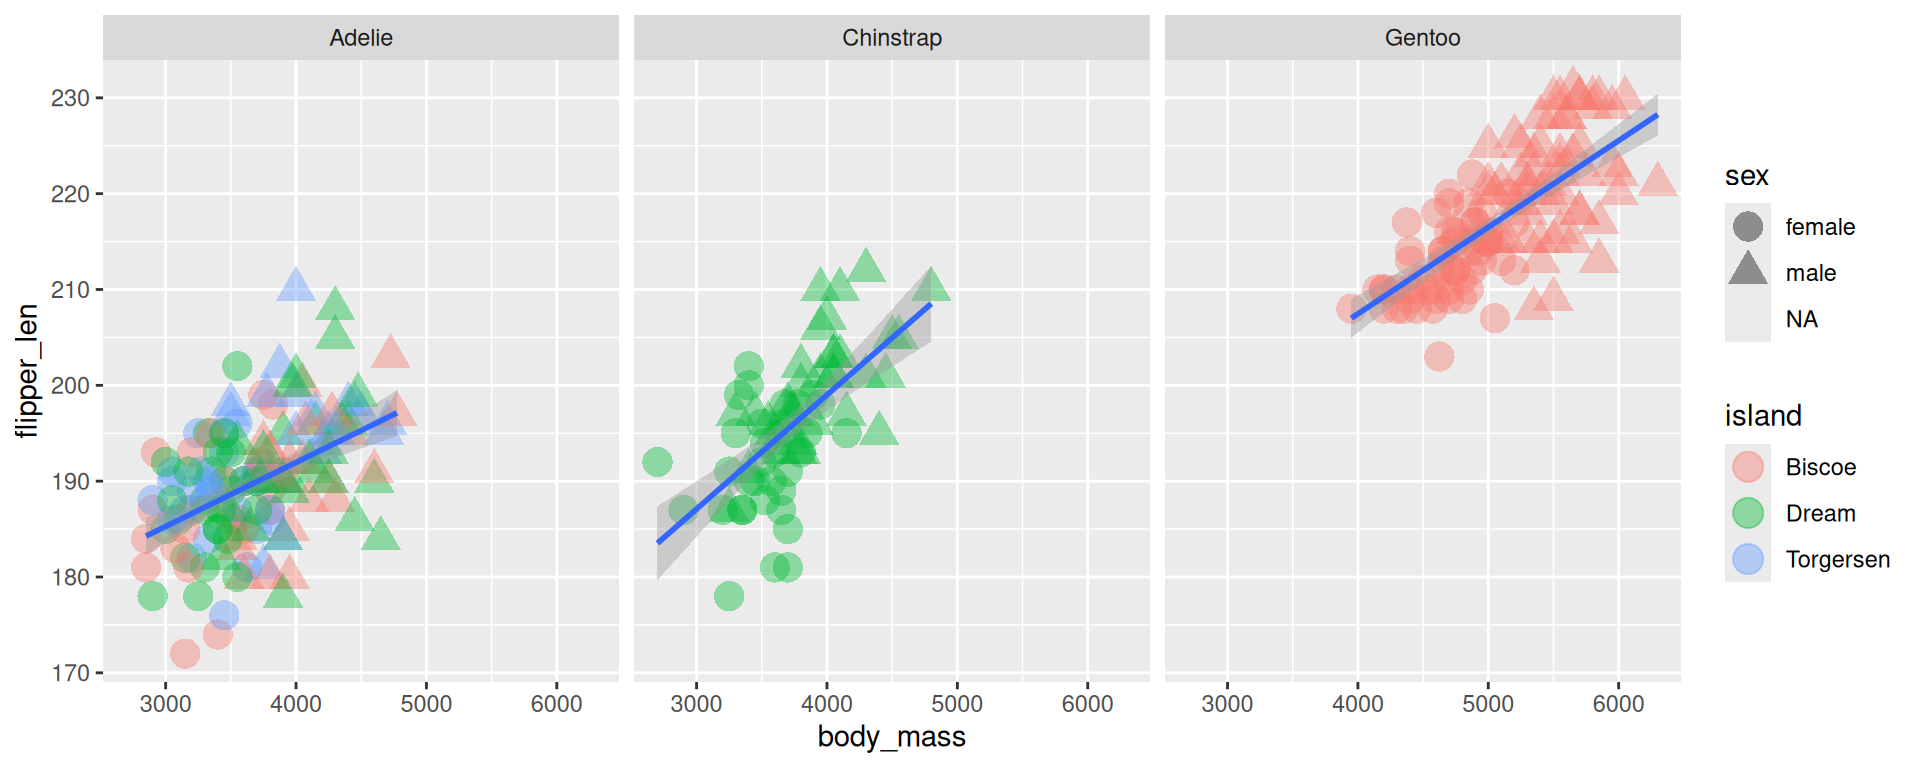 Adelie Chinstrap Gentoo
230
220
210
200
190
180
170
flipper_len
3000 4000 5000 6000 3000 4000 5000 6000 3000 4000 5000 6000
body_mass
sex
female
male
NA
island
Biscoe
Dream
Torgersen